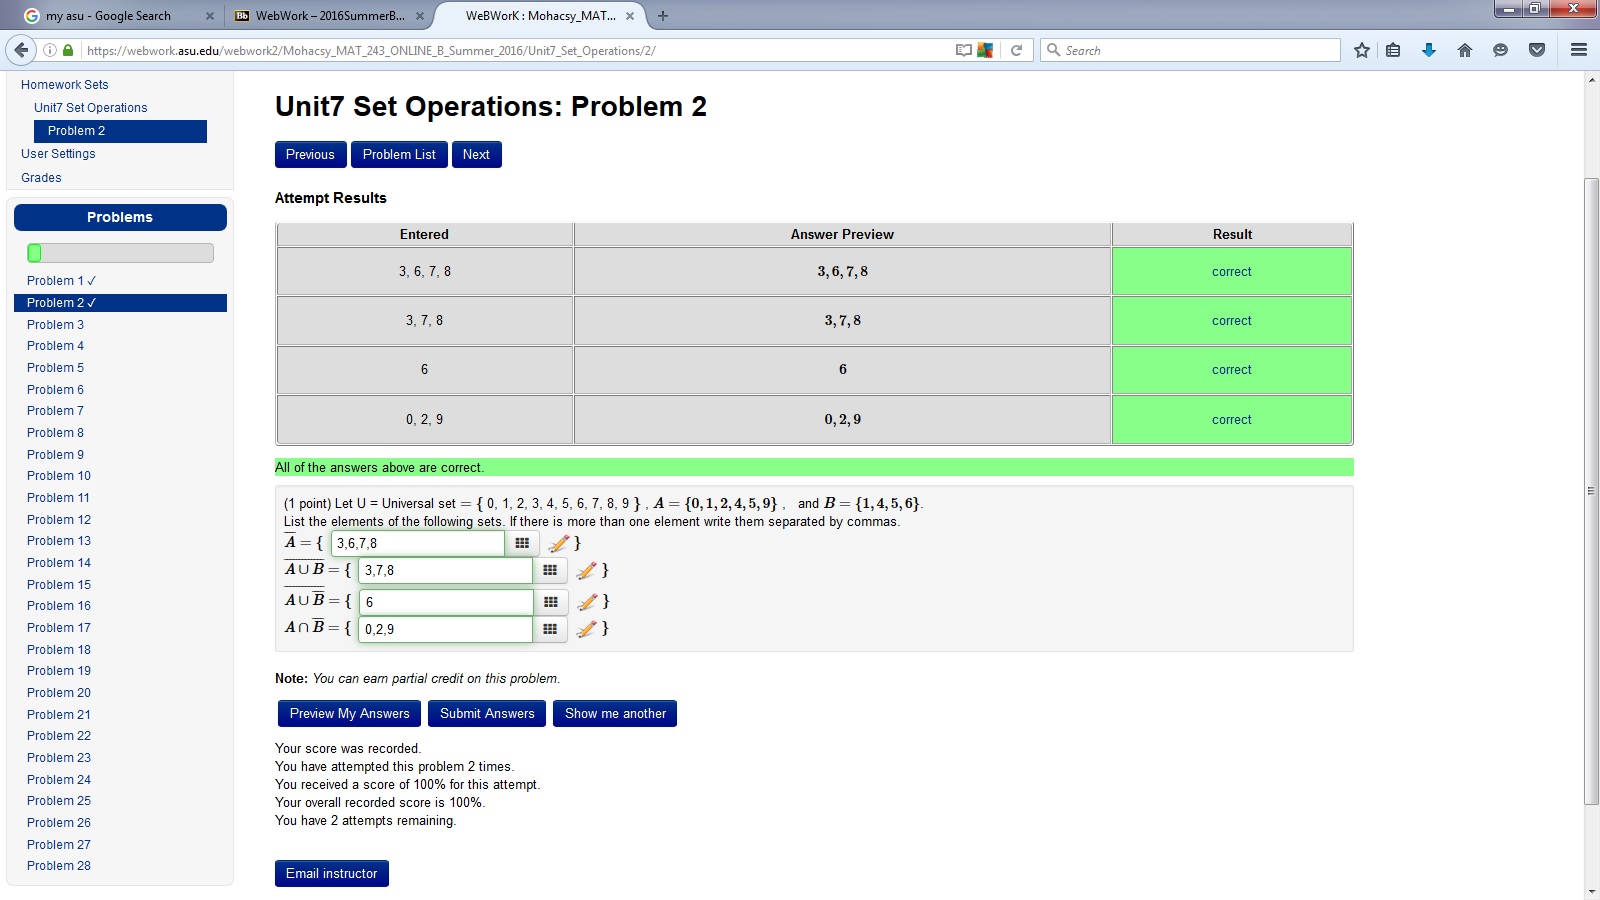 my asu - Google Search
WebWork – 2016SummerB...
WeBWorK : Mohacsy_MAT...
https://webwork.asu.edu/webwork2/Mohacsy_MAT_243_ONLINE_B_Summer_2016/Unit7_Set_Operations/2/
Search
Homework Sets
Unit7 Set Operations
Problem 2
User Settings
Grades
Problems
Problem 1 ✓
Problem 2 ✓
Problem 3
Problem 4
Problem 5
Problem 6
Problem 7
Problem 8
Problem 9
Problem 10
Problem 11
Problem 12
Problem 13
Problem 14
Problem 15
Problem 16
Problem 17
Problem 18
Problem 19
Problem 20
Problem 21
Problem 22
Problem 23
Problem 24
Problem 25
Problem 26
Problem 27
Problem 28
Unit7 Set Operations: Problem 2
Previous Problem List Next
Attempt Results
Entered Answer Preview Result
3, 6, 7, 8 3, 6, 7, 8 correct
3, 7, 8 3, 7, 8 correct
6 6 correct
0, 2, 9 0, 2, 9 correct
All of the answers above are correct.
(1 point) Let U = Universal set = { 0, 1, 2, 3, 4, 5, 6, 7, 8, 9 } , A = {0, 1, 2, 4, 5, 9} , and B = {1, 4, 5, 6}.
List the elements of the following sets. If there is more than one element write them separated by commas.
A̅ = { 3,6,7,8 }
A̅ ̅∪̅ ̅B̅ = { 3,7,8 }
A̅ ̅∪̅ ̅B̿ = { 6 }
A ∩ B̅ = { 0,2,9 }
Note: You can earn partial credit on this problem.
Preview My Answers Submit Answers Show me another
Your score was recorded.
You have attempted this problem 2 times.
You received a score of 100% for this attempt.
Your overall recorded score is 100%.
You have 2 attempts remaining.
Email instructor